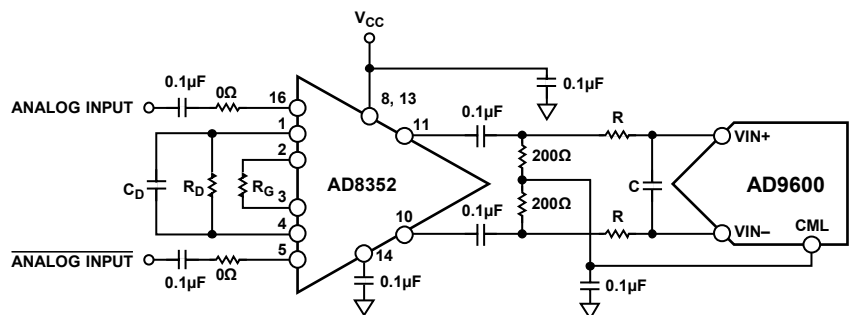 VCC
0.1µF
0Ω
16
8, 13
0.1µF
ANALOG INPUT
0.1µF
R
1
11
VIN+
2
CD
RD
RG
AD8352
200Ω
C
AD9600
3
200Ω
10
0.1µF
CML
4
R
VIN–
ANALOG INPUT
5
14
0.1µF
0Ω
0.1µF
0.1µF